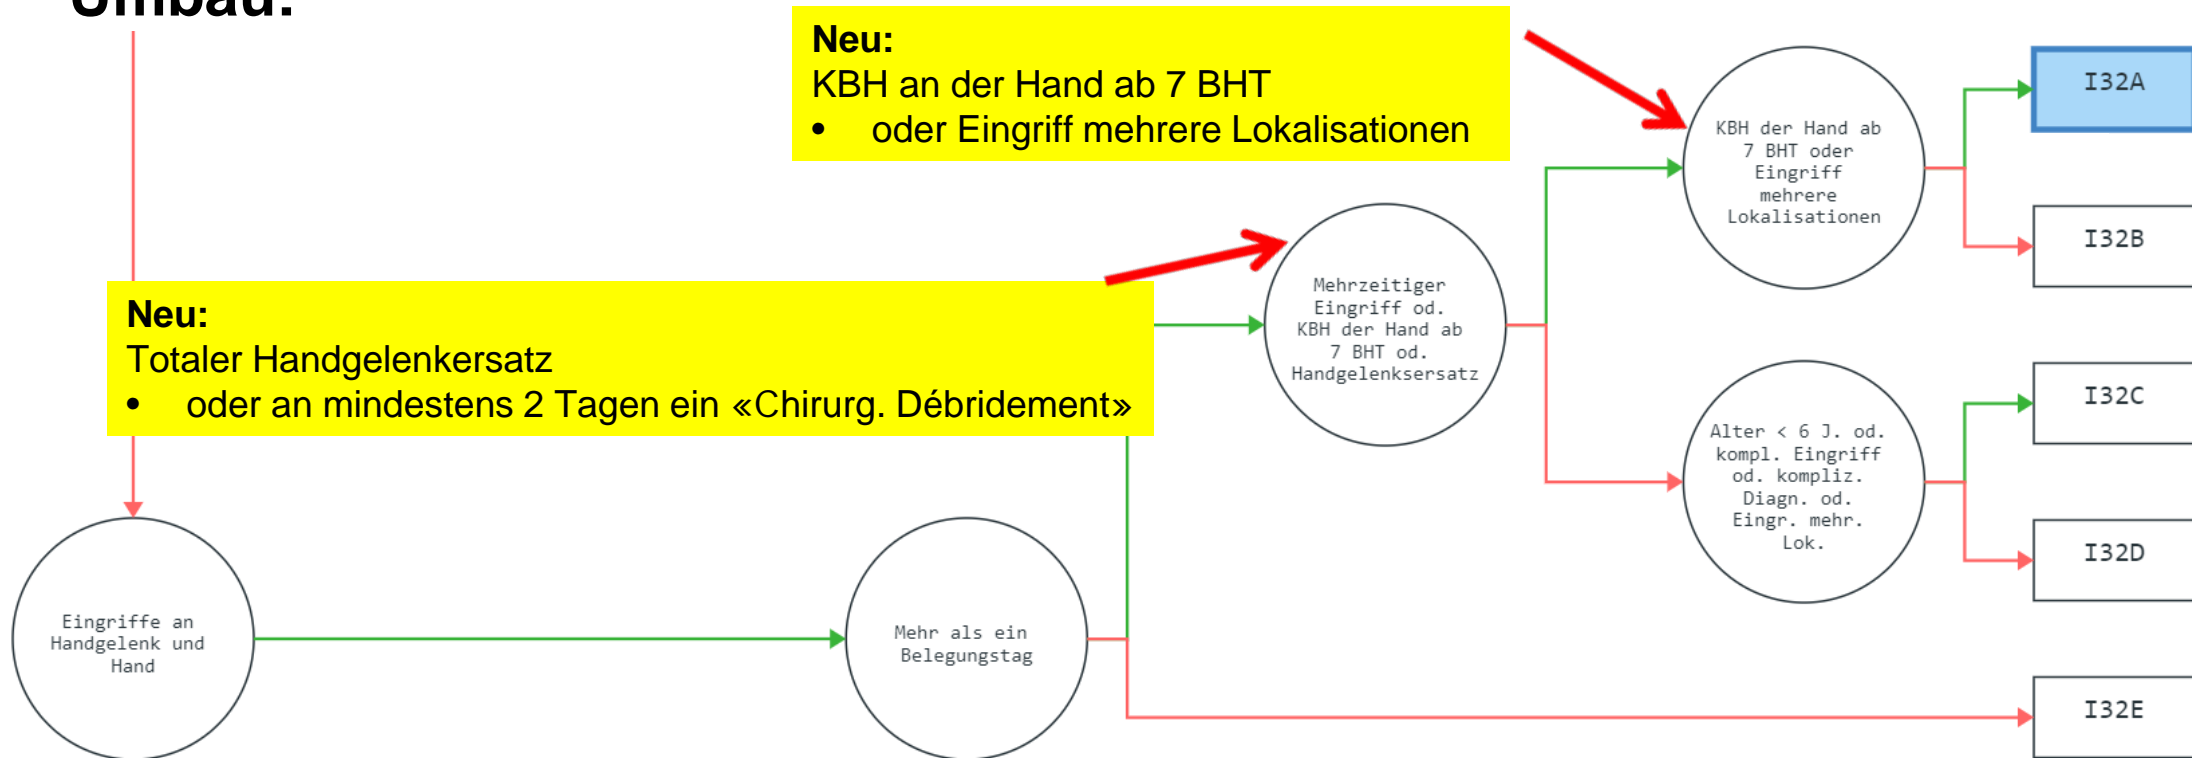 Umbau:
Neu:
KBH an der Hand ab 7 BHT
• oder Eingriff mehrere Lokalisationen
KBH der Hand ab
7 BHT oder
Eingriff
mehrere
Lokalisationen
I32A
I32B
Neu:
Totaler Handgelenkersatz
• oder an mindestens 2 Tagen ein «Chirurg. Débridement»
Mehrzeitiger
Eingriff od.
KBH der Hand ab
7 BHT od.
Handgelenksersatz
Alter < 6 J. od.
kompl. Eingriff
od. kompliz.
Diagn. od.
Eingr. mehr.
Lok.
I32C
I32D
Eingriffe an
Handgelenk und
Hand
Mehr als ein
Belegungstag
I32E